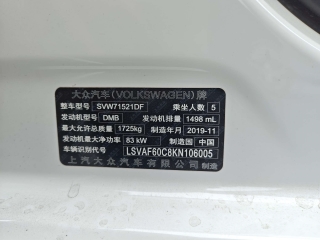 大众汽车(VOLKSWAGEN)牌
整车型号 SVW71521DF 乘坐人数 5
发动机型号 DMB 发动机排量 1498 mL
最大允许总质量 1725kg 制造年月 2019-11
发动机最大净功率 83 kW 制造国 中国
车辆识别代号 LSVAF60C8KN106005
上汽大众汽车有限公司 制造